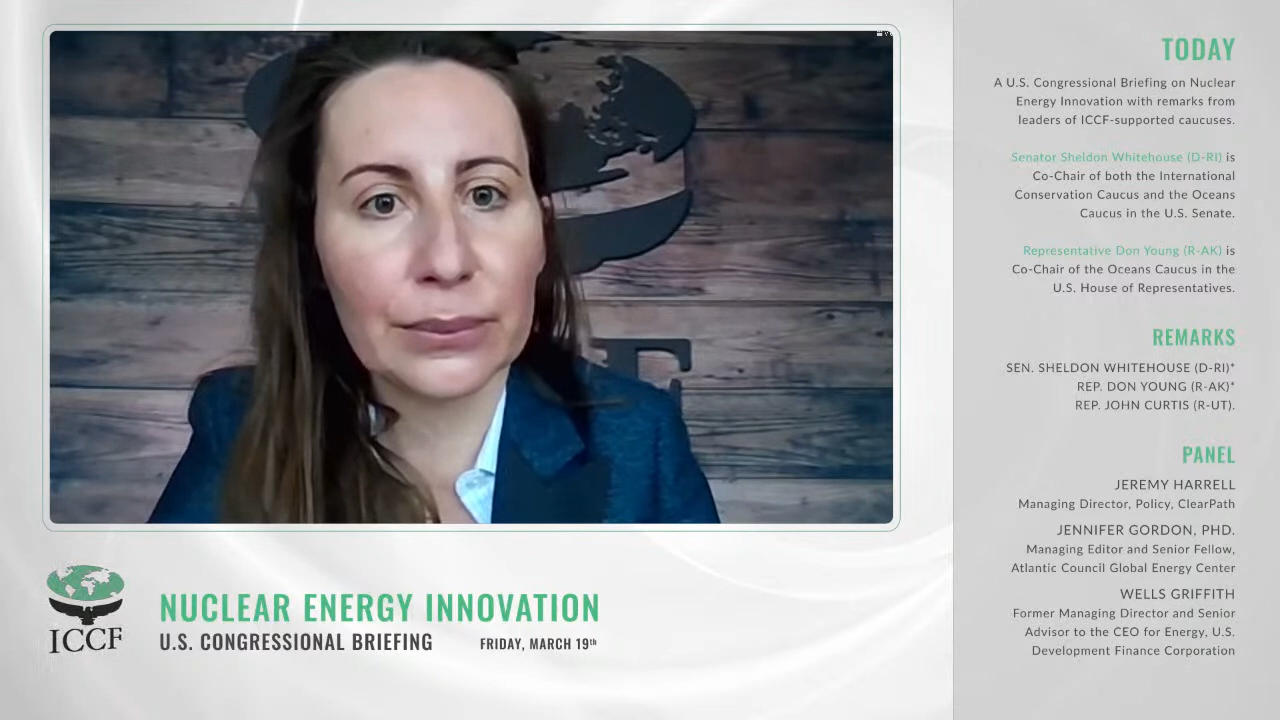 NUCLEAR ENERGY INNOVATION
U.S. CONGRESSIONAL BRIEFING
FRIDAY, MARCH 19th
ICCF
TODAY
A U.S. Congressional Briefing on Nuclear
Energy Innovation with remarks from
leaders of ICCF-supported caucuses.
Senator Sheldon Whitehouse (D-RI) is
Co-Chair of both the International
Conservation Caucus and the Oceans
Caucus in the U.S. Senate.
Representative Don Young (R-AK) is
Co-Chair of the Oceans Caucus in the
U.S. House of Representatives.
REMARKS
SEN. SHELDON WHITEHOUSE (D-RI)*
REP. DON YOUNG (R-AK)*
REP. JOHN CURTIS (R-UT).
PANEL
JEREMY HARRELL
Managing Director, Policy, ClearPath
JENNIFER GORDON, PHD.
Managing Editor and Senior Fellow,
Atlantic Council Global Energy Center
WELLS GRIFFITH
Former Managing Director and Senior
Advisor to the CEO for Energy, U.S.
Development Finance Corporation